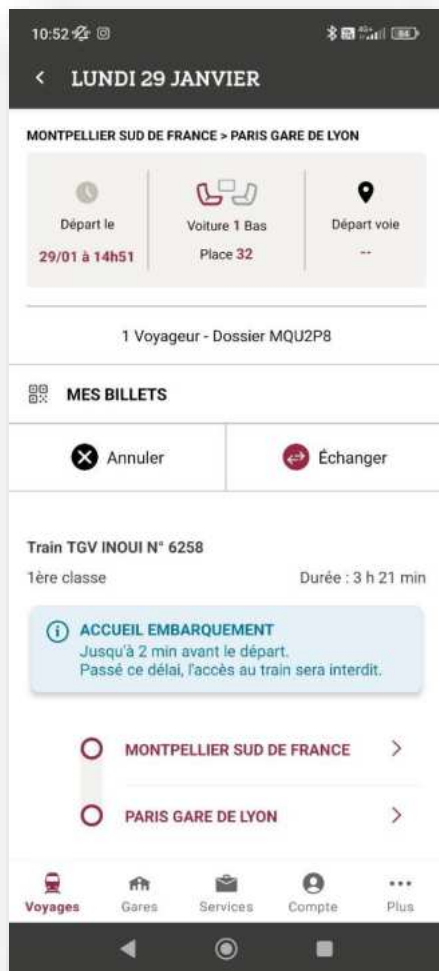 10:52
4G+ 84
LUNDI 29 JANVIER
MONTPELLIER SUD DE FRANCE > PARIS GARE DE LYON
Départ le
29/01 à 14h51
Voiture 1 Bas
Place 32
Départ voie
--
1 Voyageur - Dossier MQU2P8
MES BILLETS
Annuler
Échanger
Train TGV INOUI N° 6258
1ère classe
Durée : 3 h 21 min
ACCUEIL EMBARQUEMENT
Jusqu'à 2 min avant le départ.
Passé ce délai, l'accès au train sera interdit.
MONTPELLIER SUD DE FRANCE
PARIS GARE DE LYON
Voyages
Gares
Services
Compte
Plus